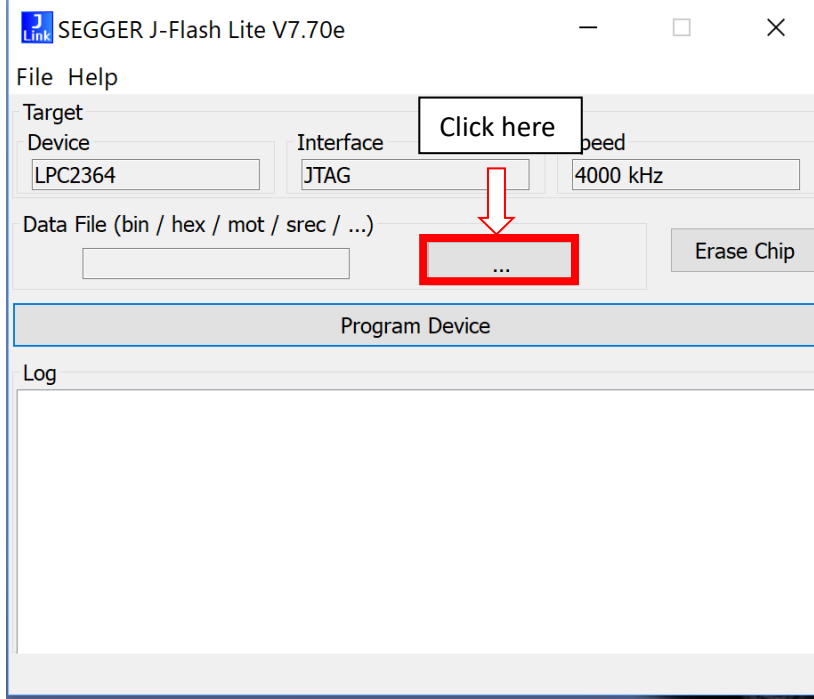 J
Link
SEGGER J-Flash Lite V7.70e
File Help
Target
Click here
Device
Interface
peed
LPC2364
JTAG
4000 kHz
Data File (bin / hex / mot / srec / ...)
...
Erase Chip
Program Device
Log